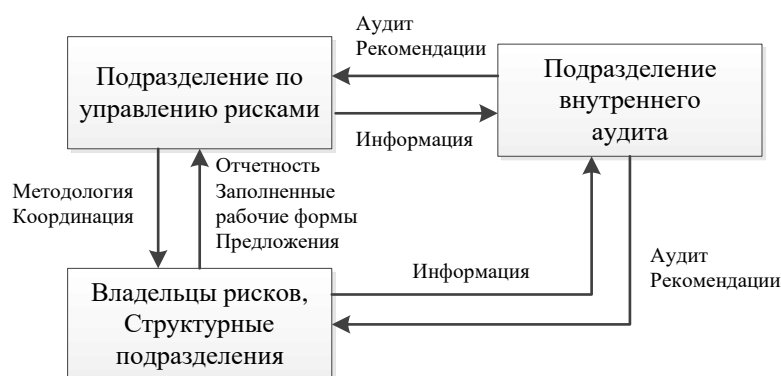 Аудит
Рекомендации
Подразделение по
управлению рисками
Подразделение
внутреннего
аудита
Информация
Методология
Координация
Отчетность
Заполненные
рабочие формы
Предложения
Информация
Аудит
Рекомендации
Владельцы рисков,
Структурные
подразделения